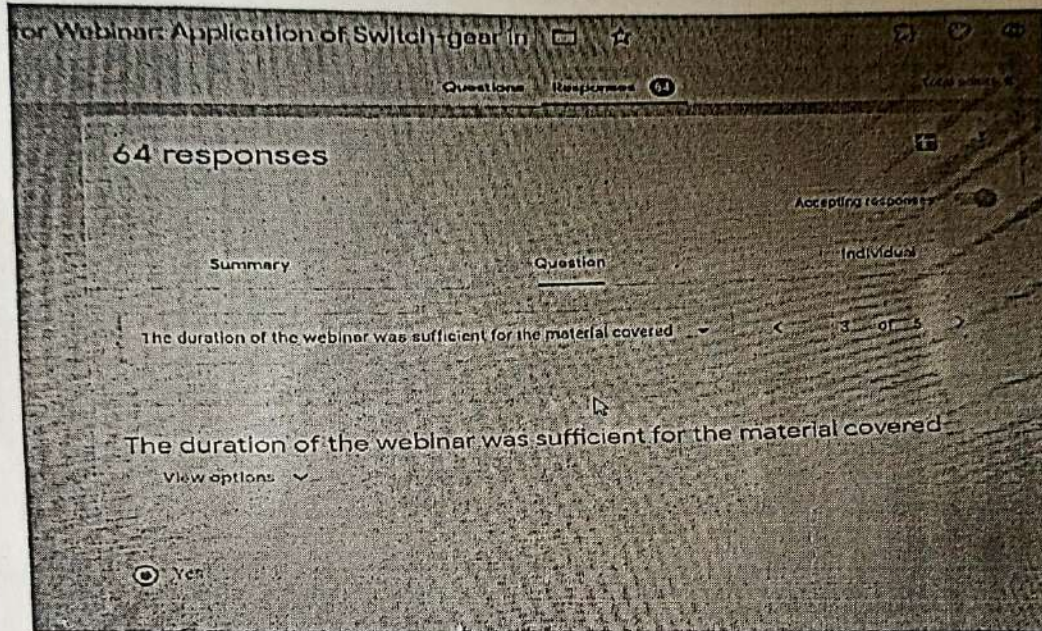 for Webinar: Application of Switch-gear in
Questions Responses 64
64 responses
Accepting responses
Summary Question Individual
The duration of the webinar was sufficient for the material covered 3 of 5
The duration of the webinar was sufficient for the material covered
View options
Yes